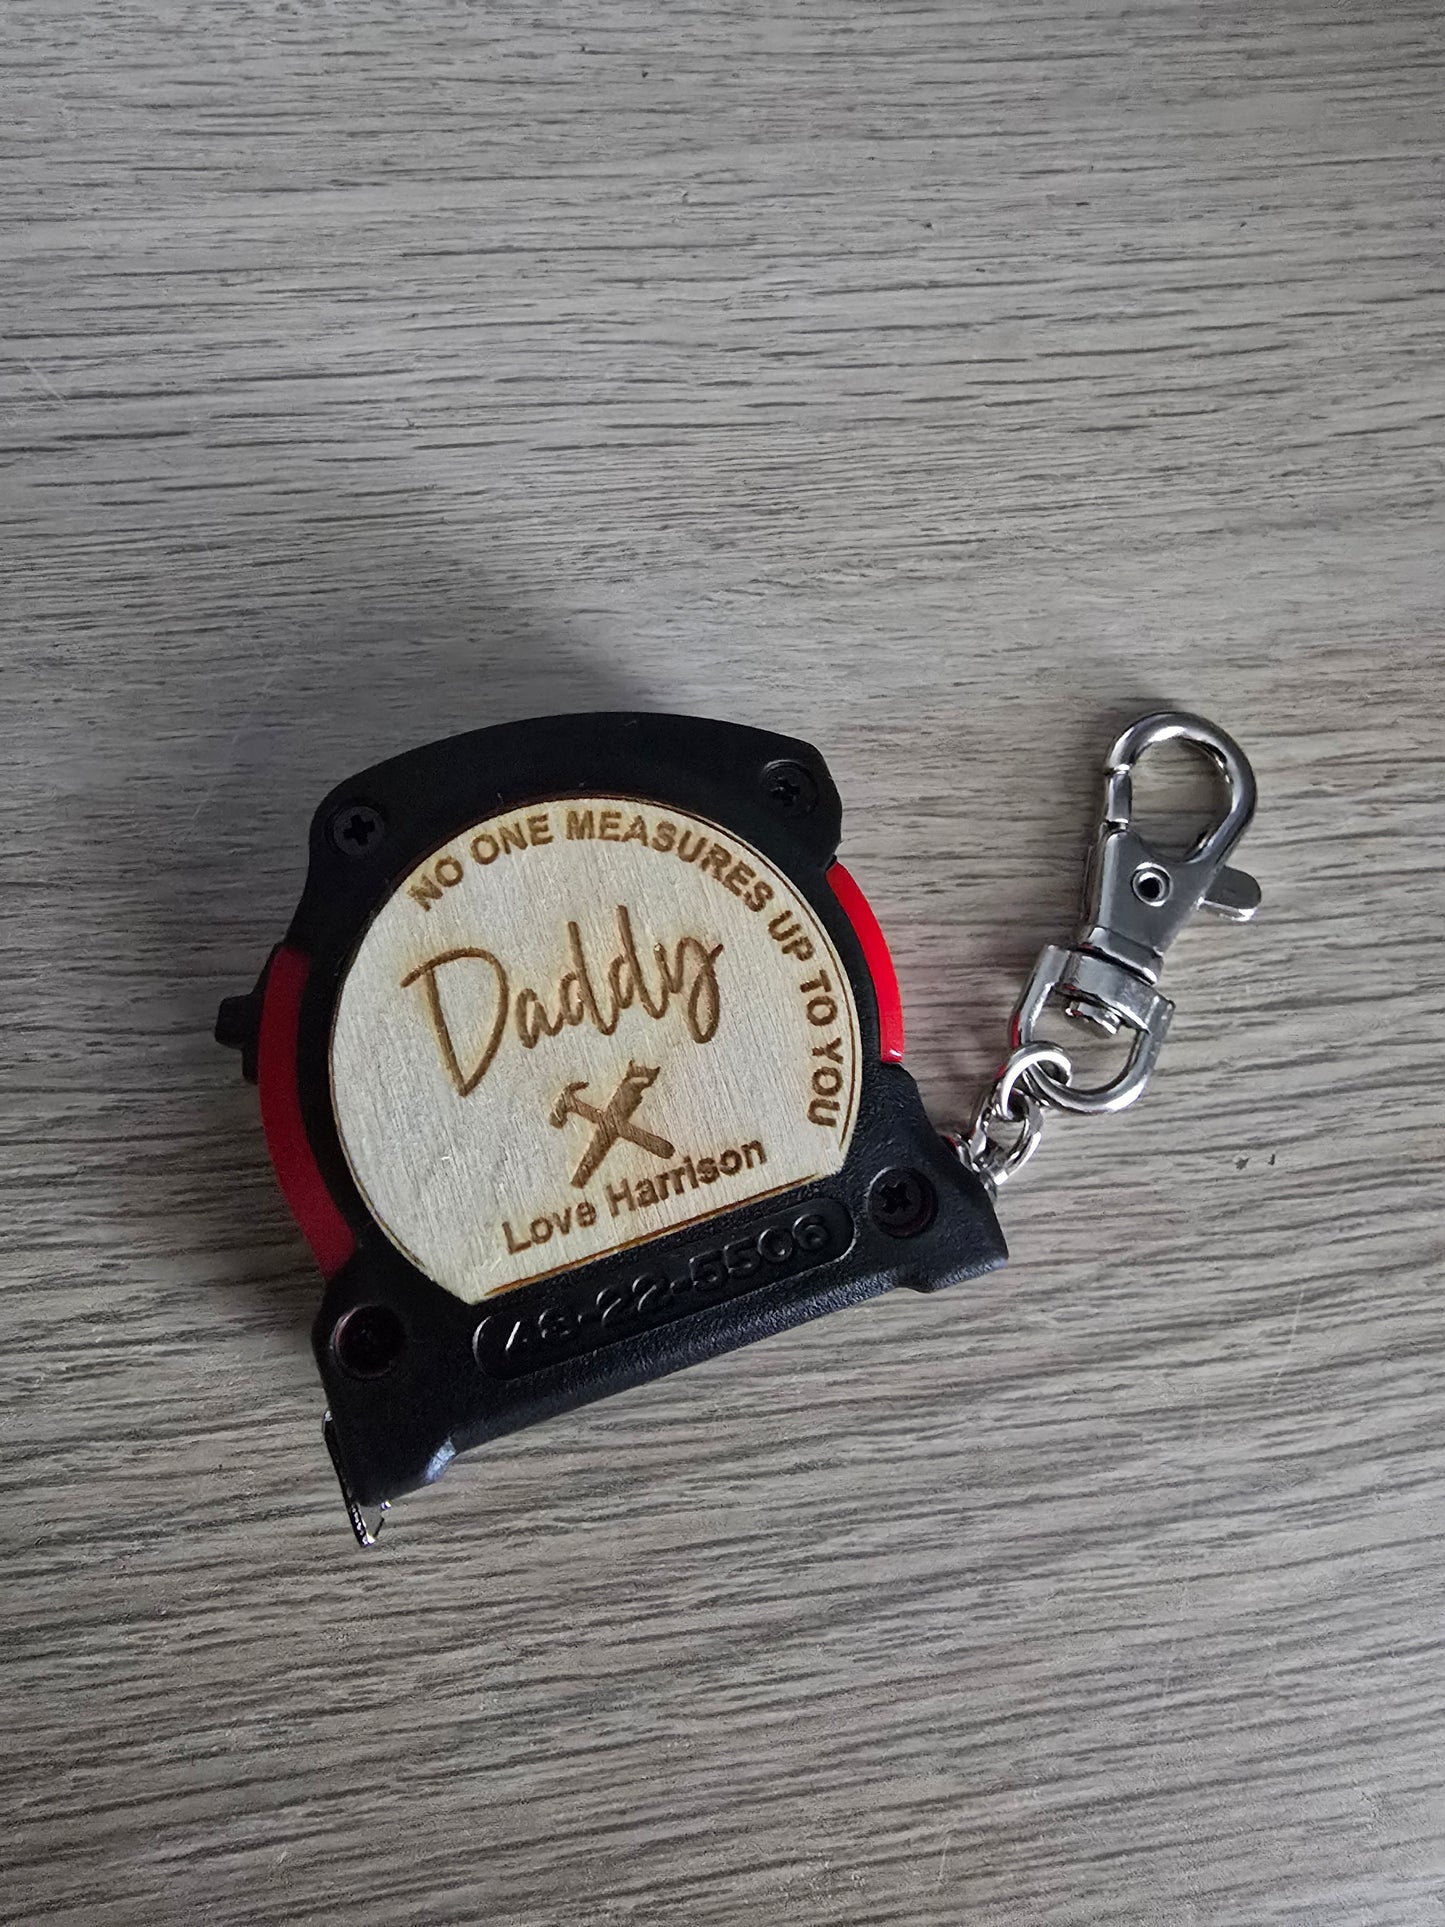 NO ONE MEASURES UP TO YOU
Daddy
Love Harrison
48-22-5506